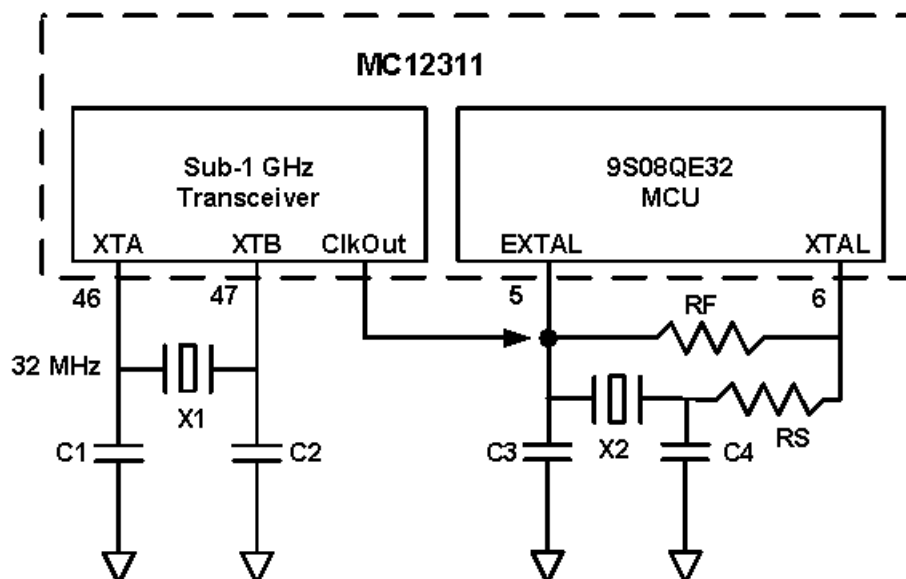 MC12311
Sub-1 GHz
Transceiver
9S08QE32
MCU
XTA
XTB
ClkOut
EXTAL
XTAL
46
47
5
6
RF
32 MHz
X1
X2
RS
C1
C2
C3
C4